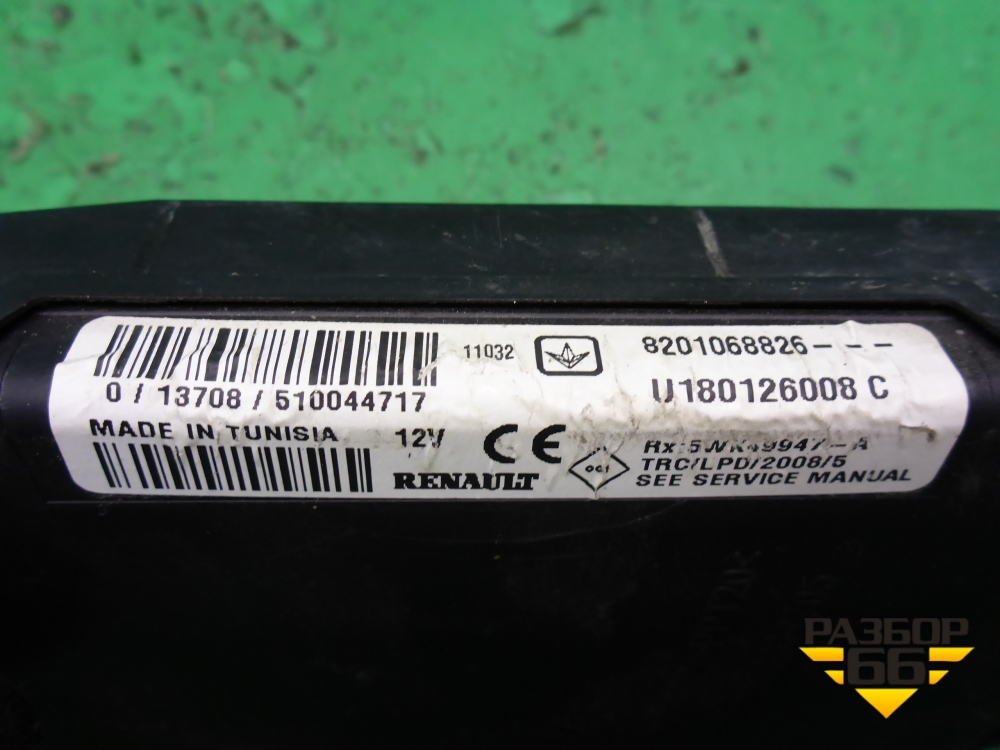 11032
8201068826---
0 / 13708 / 510044717
U180126008 C
MADE IN TUNISIA
12V
CE
Rx:5WK49947-A
TRC/LPD/2008/5
SEE SERVICE MANUAL
RENAULT
РАЗБОР
66